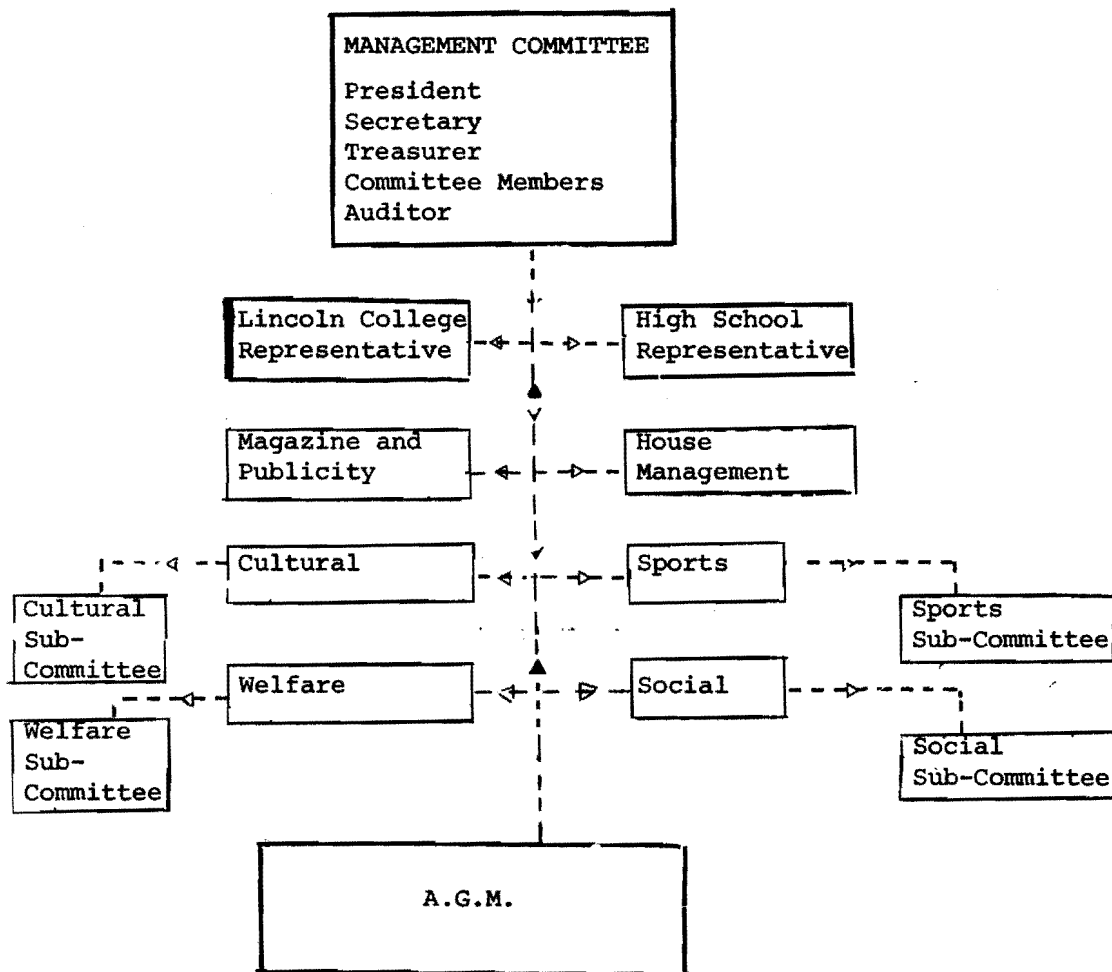 MANAGEMENT COMMITTEE
President
Secretary
Treasurer
Committee Members
Auditor
Lincoln College
Representative
High School
Representative
Magazine and
Publicity
House
Management
Cultural
Sports
Cultural
Sub-
Committee
Sports
Sub-Committee
Welfare
Social
Welfare
Sub-
Committee
Social
Sub-Committee
A.G.M.